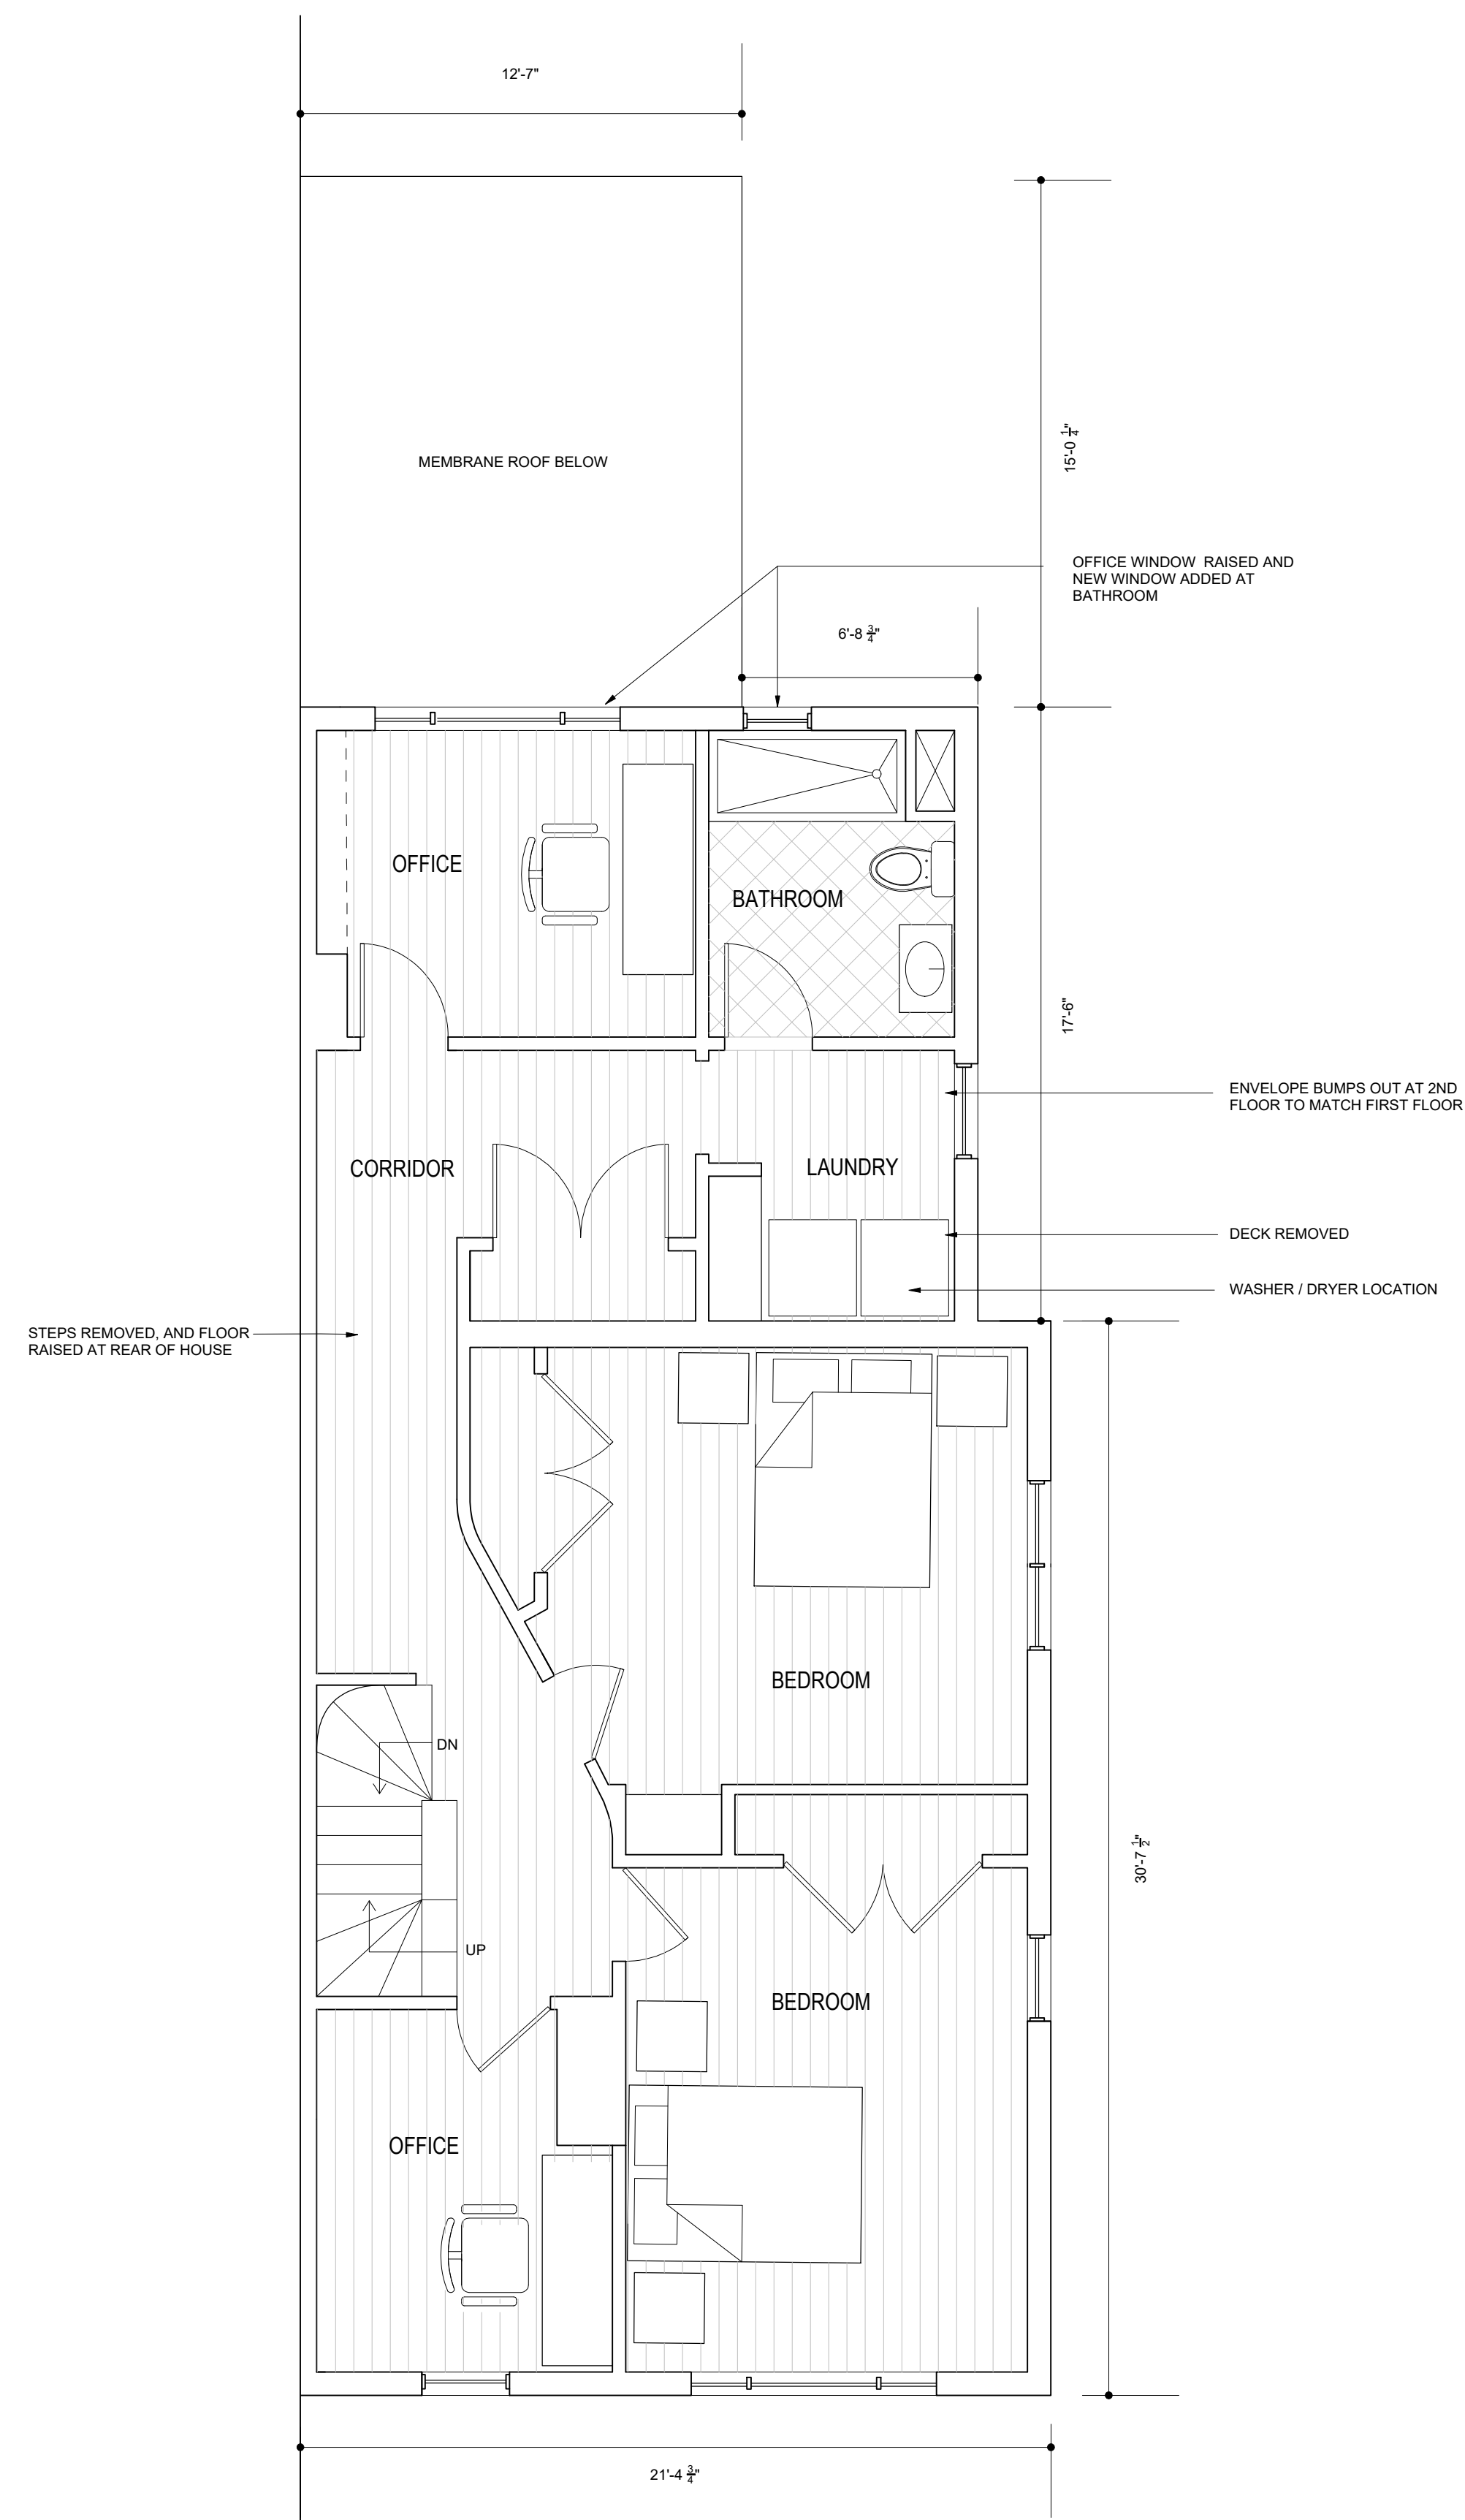 12'-7"
MEMBRANE ROOF BELOW
15'-0 1/4"
OFFICE WINDOW RAISED AND
NEW WINDOW ADDED AT
BATHROOM
6'-8 3/4"
OFFICE
BATHROOM
17'-6"
ENVELOPE BUMPS OUT AT 2ND
FLOOR TO MATCH FIRST FLOOR
CORRIDOR
LAUNDRY
DECK REMOVED
WASHER / DRYER LOCATION
STEPS REMOVED, AND FLOOR
RAISED AT REAR OF HOUSE
BEDROOM
DN
30'-7 1/2"
UP
BEDROOM
OFFICE
21'-4 3/4"